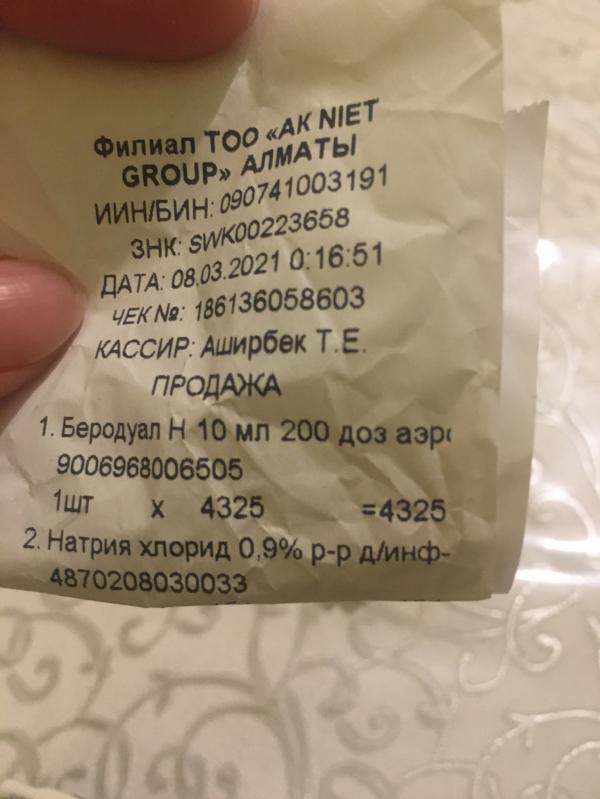 Филиал ТОО «AK NIET
GROUP» АЛМАТЫ
ИИН/БИН: 090741003191
ЗНК: SWK00223658
ДАТА: 08.03.2021 0:16:51
ЧЕК №: 186136058603
КАССИР: Аширбек Т.Е.
ПРОДАЖА
1. Беродуал Н 10 мл 200 доз аэр
9006968006505
1шт x 4325 =4325
2. Натрия хлорид 0,9% р-р д/инф-
4870208030033